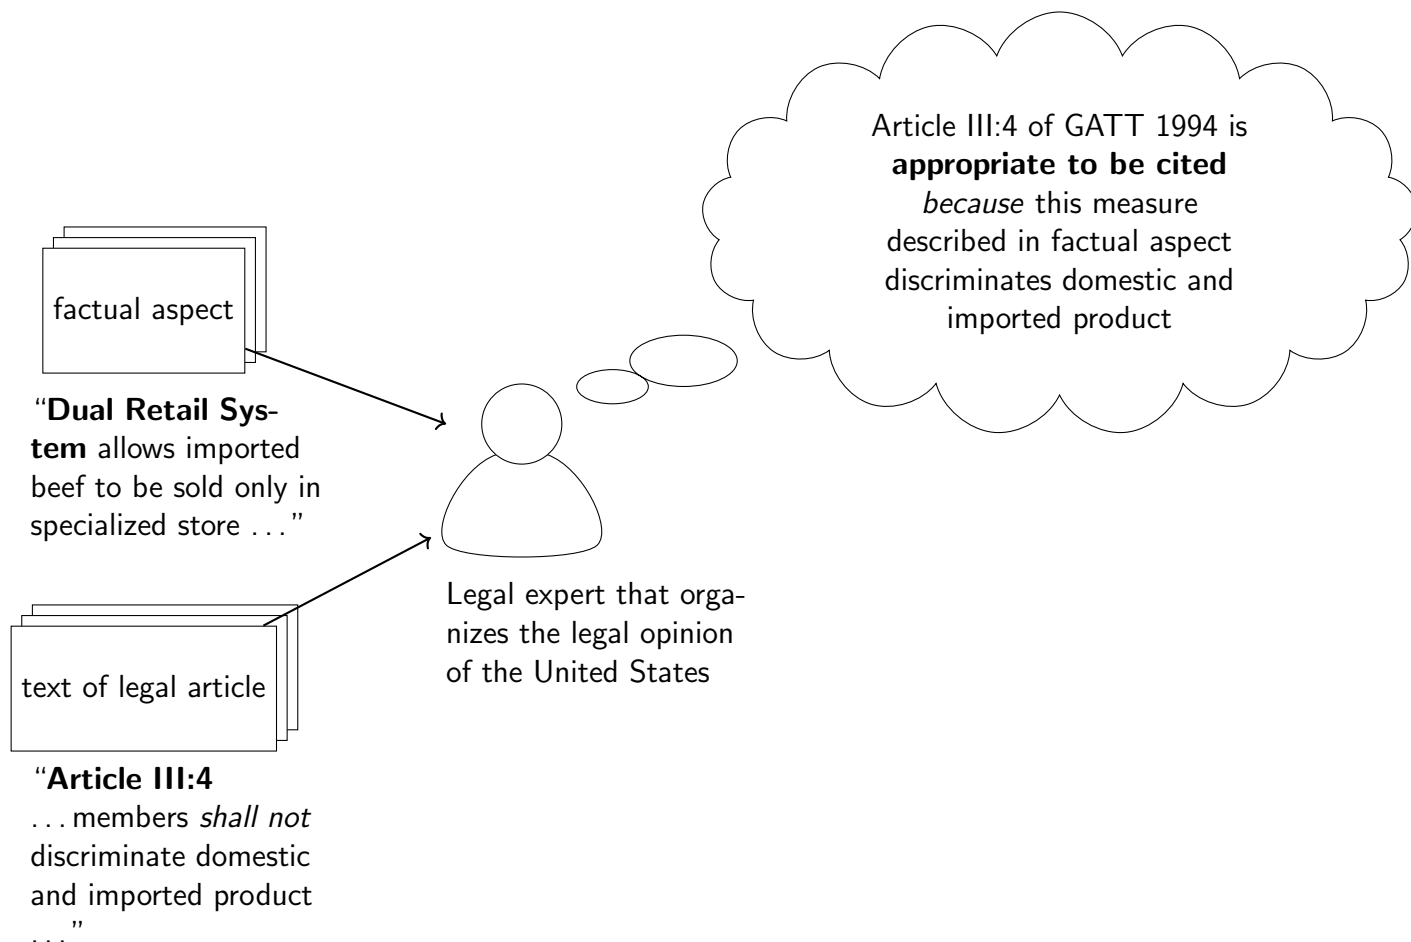 factual aspect
“Dual Retail Sys-
tem allows imported
beef to be sold only in
specialized store . . .”
text of legal article
“Article III:4
. . . members shall not
discriminate domestic
and imported product
. . .”
Legal expert that orga-
nizes the legal opinion
of the United States
Article III:4 of GATT 1994 is
appropriate to be cited
because this measure
described in factual aspect
discriminates domestic and
imported product